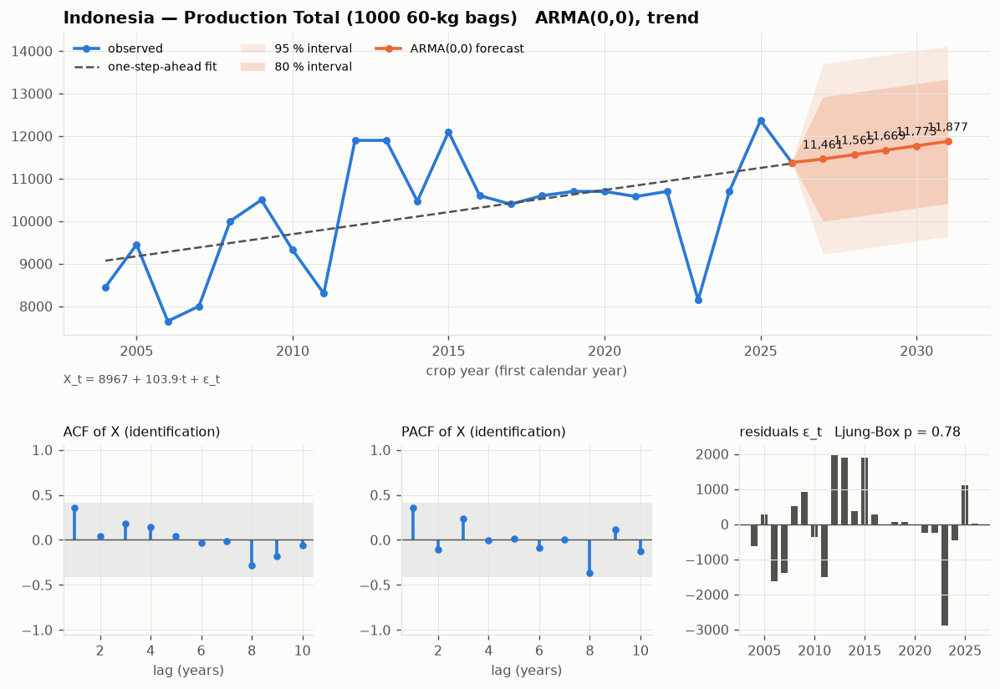 Indonesia — Production Total (1000 60-kg bags)   ARMA(0,0), trend
observed
one-step-ahead fit
95 % interval
80 % interval
ARMA(0,0) forecast
14000
13000
12000
11000
10000
9000
8000
11,461
11,565
11,669
11,773
11,877
2005 2010 2015 2020 2025 2030
crop year (first calendar year)
X_t = 8967 + 103.9·t + ε_t
ACF of X (identification)
1.0
0.5
0.0
−0.5
−1.0
2 4 6 8 10
lag (years)
PACF of X (identification)
1.0
0.5
0.0
−0.5
−1.0
2 4 6 8 10
lag (years)
residuals ε_t   Ljung-Box p = 0.78
2000
1000
0
−1000
−2000
−3000
2005 2010 2015 2020 2025